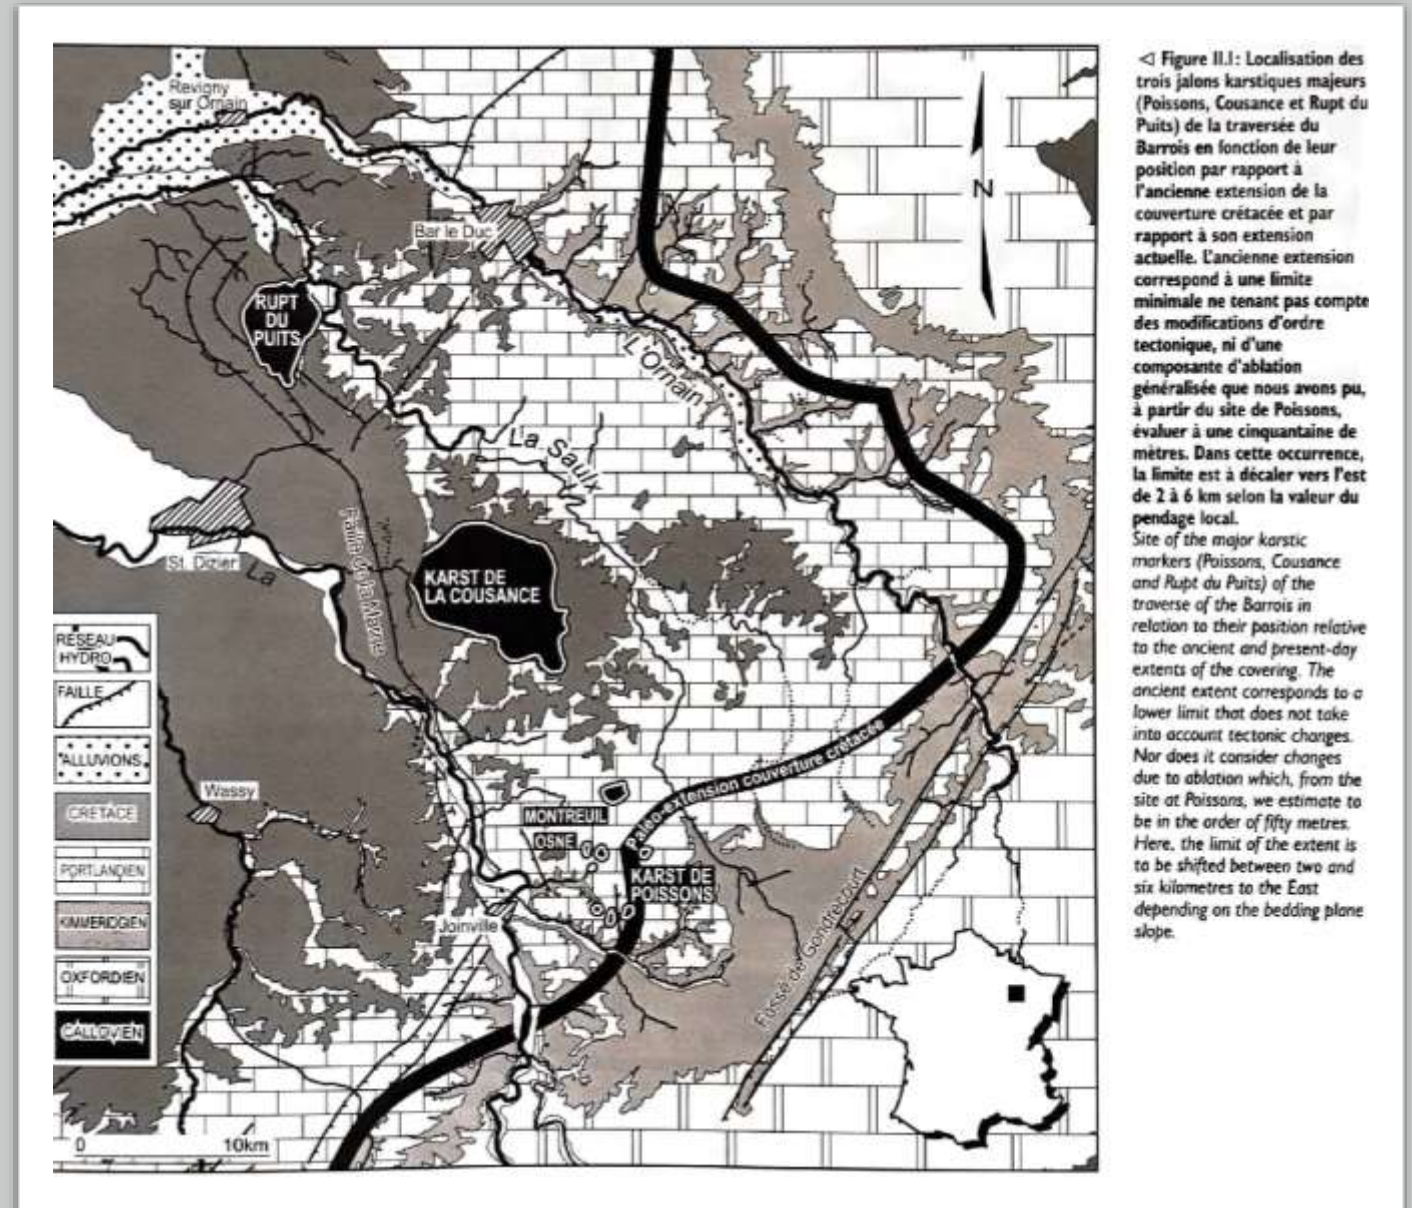 Revigny
sur Ornain
Bar le Duc
RUPT
DU
PUITS
L'Ornain
La Saulx
N
St. Dizier
La
Faille de la Marne
KARST DE
LA COUSANCE
RESEAU
HYDRO
FAILLE
ALLUVIONS
CRETACE
PORTLANDIEN
KIMMERIDGIEN
OXFORDIEN
CALLOVIEN
Wassy
MONTREUIL
OSNE
Paléo-extension couverture crétacée
KARST DE
POISSONS
Joinville
Fossé de Gondrecourt
0 10km
◁ Figure II.1: Localisation des
trois jalons karstiques majeurs
(Poissons, Cousance et Rupt du
Puits) de la traversée du
Barrois en fonction de leur
position par rapport à
l'ancienne extension de la
couverture crétacée et par
rapport à son extension
actuelle. L'ancienne extension
correspond à une limite
minimale ne tenant pas compte
des modifications d'ordre
tectonique, ni d'une
composante d'ablation
généralisée que nous avons pu,
à partir du site de Poissons,
évaluer à une cinquantaine de
mètres. Dans cette occurrence,
la limite est à décaler vers l'est
de 2 à 6 km selon la valeur du
pendage local.
Site of the major karstic
markers (Poissons, Cousance
and Rupt du Puits) of the
traverse of the Barrois in
relation to their position relative
to the ancient and present-day
extents of the covering. The
ancient extent corresponds to a
lower limit that does not take
into account tectonic changes.
Nor does it consider changes
due to ablation which, from the
site at Poissons, we estimate to
be in the order of fifty metres.
Here, the limit of the extent is
to be shifted between two and
six kilometres to the East
depending on the bedding plane
slope.